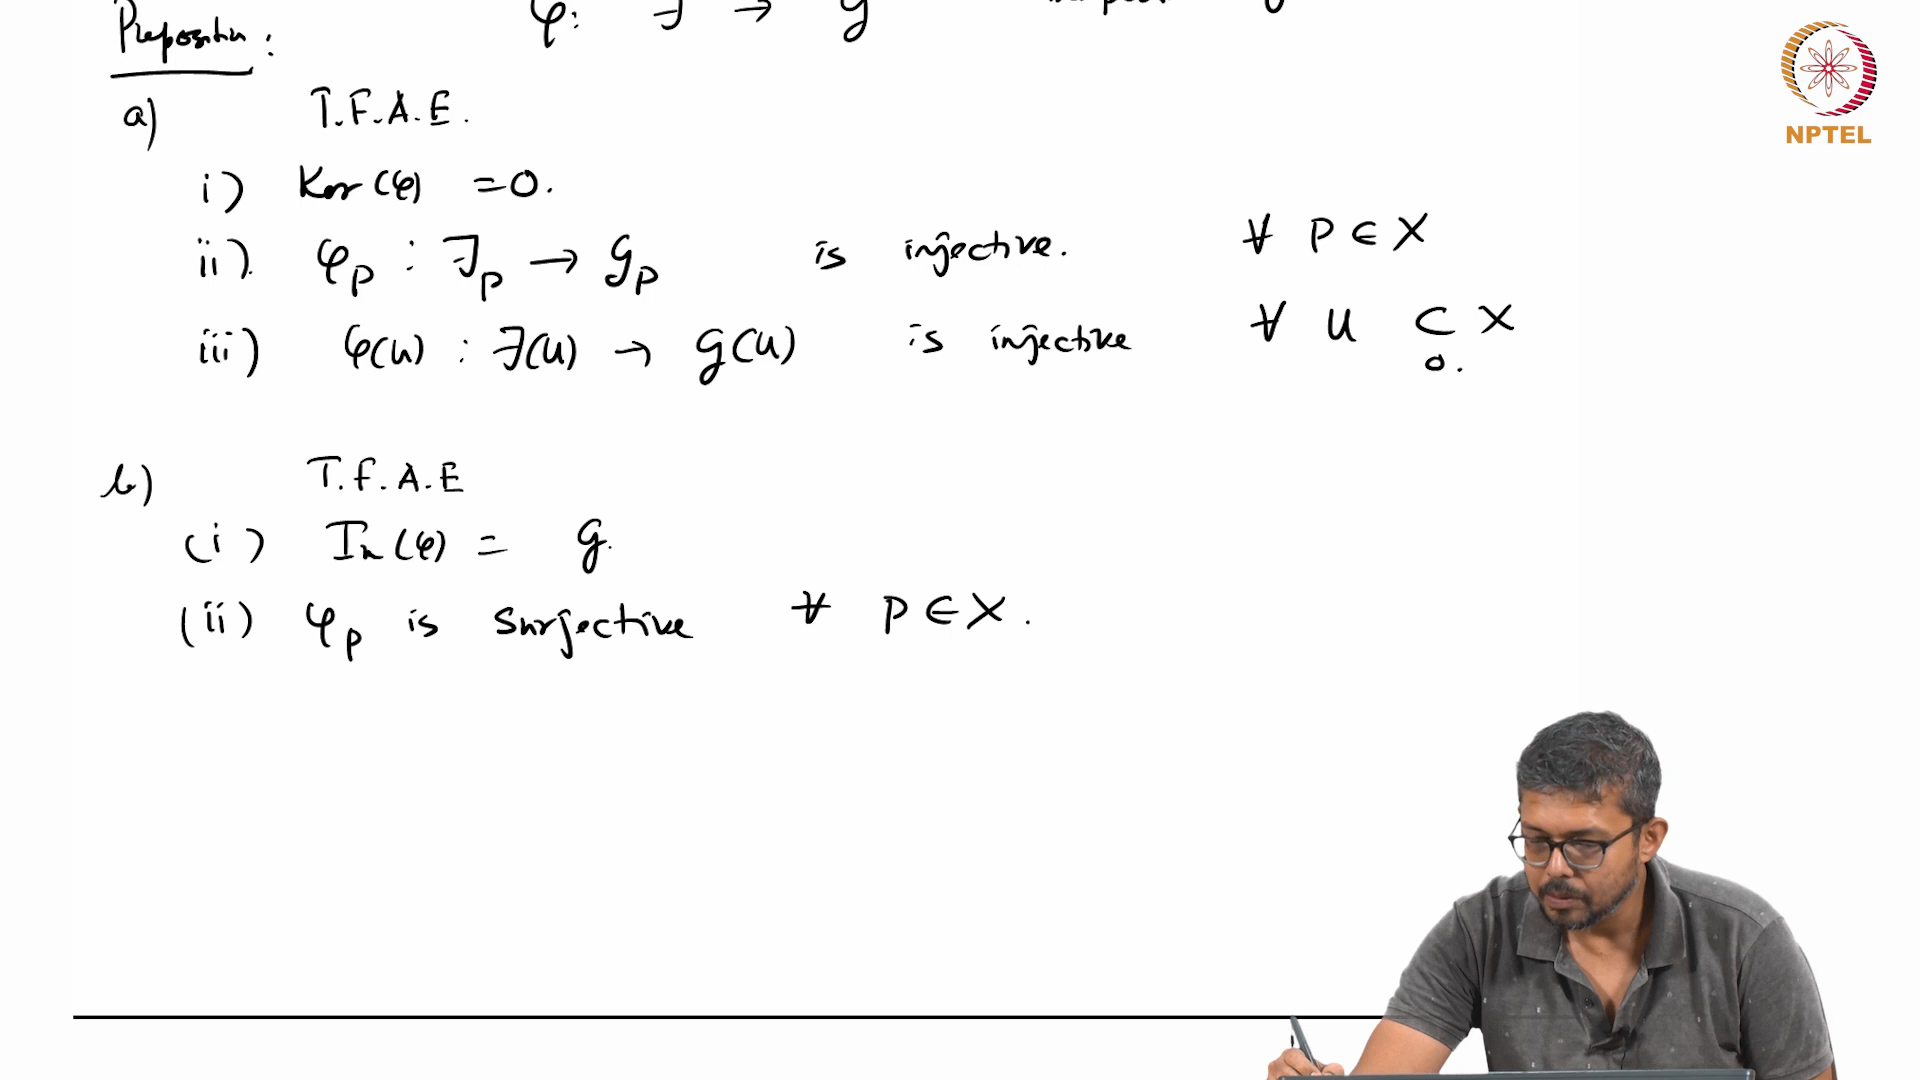 Proposition : φ: F → G
a) T.F.A.E.
i) Ker (φ) = 0.
ii). φ_p : F_p → G_p is injective. ∀ p ∈ X
iii) φ(U) : F(U) → G(U) is injective ∀ U ⊂ X
o.
b) T.F.A.E
(i) Im (φ) = G.
(ii) φ_p is surjective ∀ p ∈ X.
NPTEL